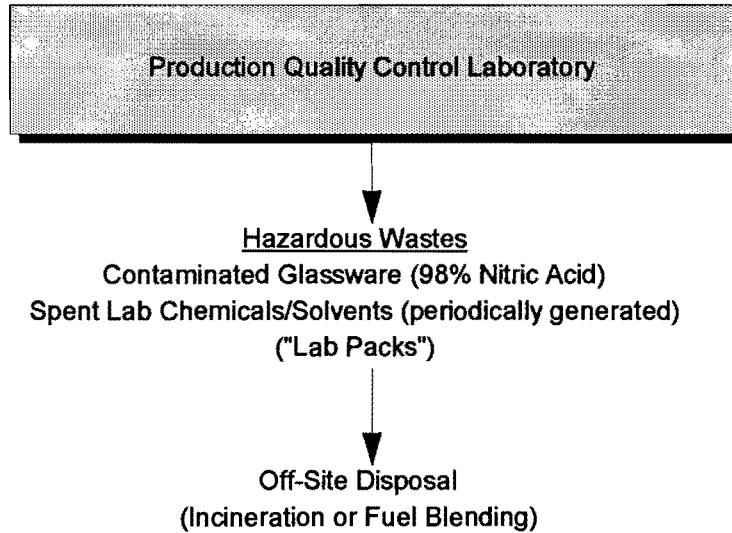 Production Quality Control Laboratory
Hazardous Wastes
Contaminated Glassware (98% Nitric Acid)
Spent Lab Chemicals/Solvents (periodically generated)
("Lab Packs")
Off-Site Disposal
(Incineration or Fuel Blending)